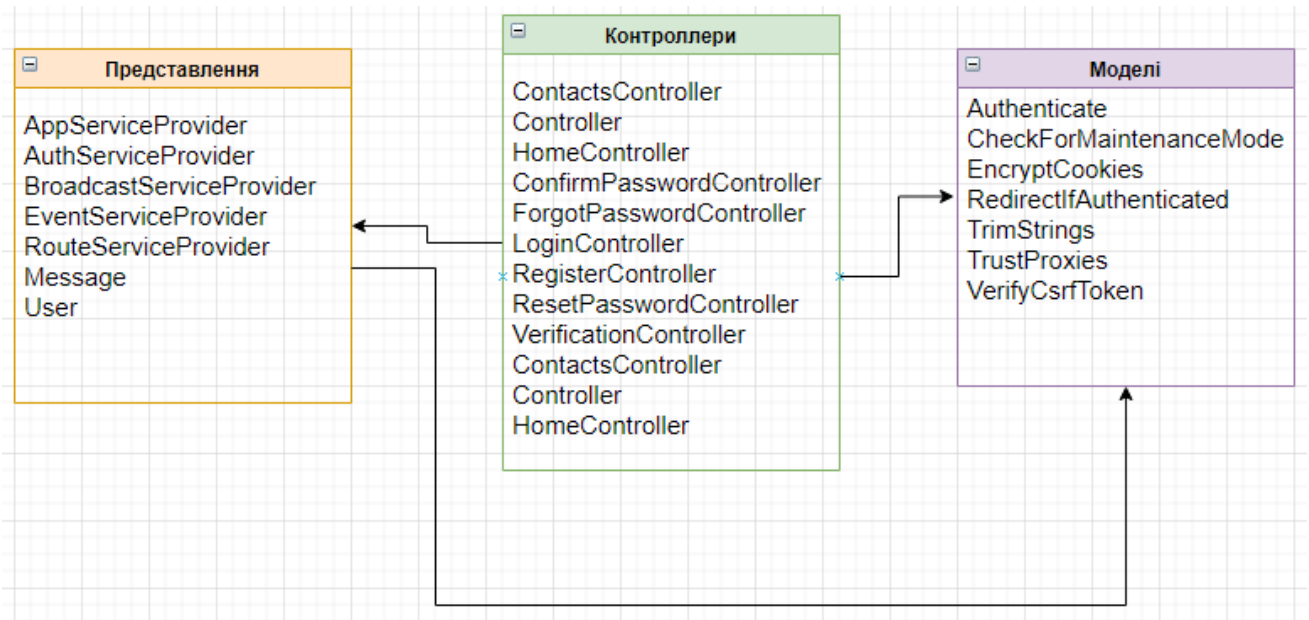 Представлення
AppServiceProvider
AuthServiceProvider
BroadcastServiceProvider
EventServiceProvider
RouteServiceProvider
Message
User
Контроллери
ContactsController
Controller
HomeController
ConfirmPasswordController
ForgotPasswordController
LoginController
RegisterController
ResetPasswordController
VerificationController
ContactsController
Controller
HomeController
Моделі
Authenticate
CheckForMaintenanceMode
EncryptCookies
RedirectIfAuthenticated
TrimStrings
TrustProxies
VerifyCsrfToken